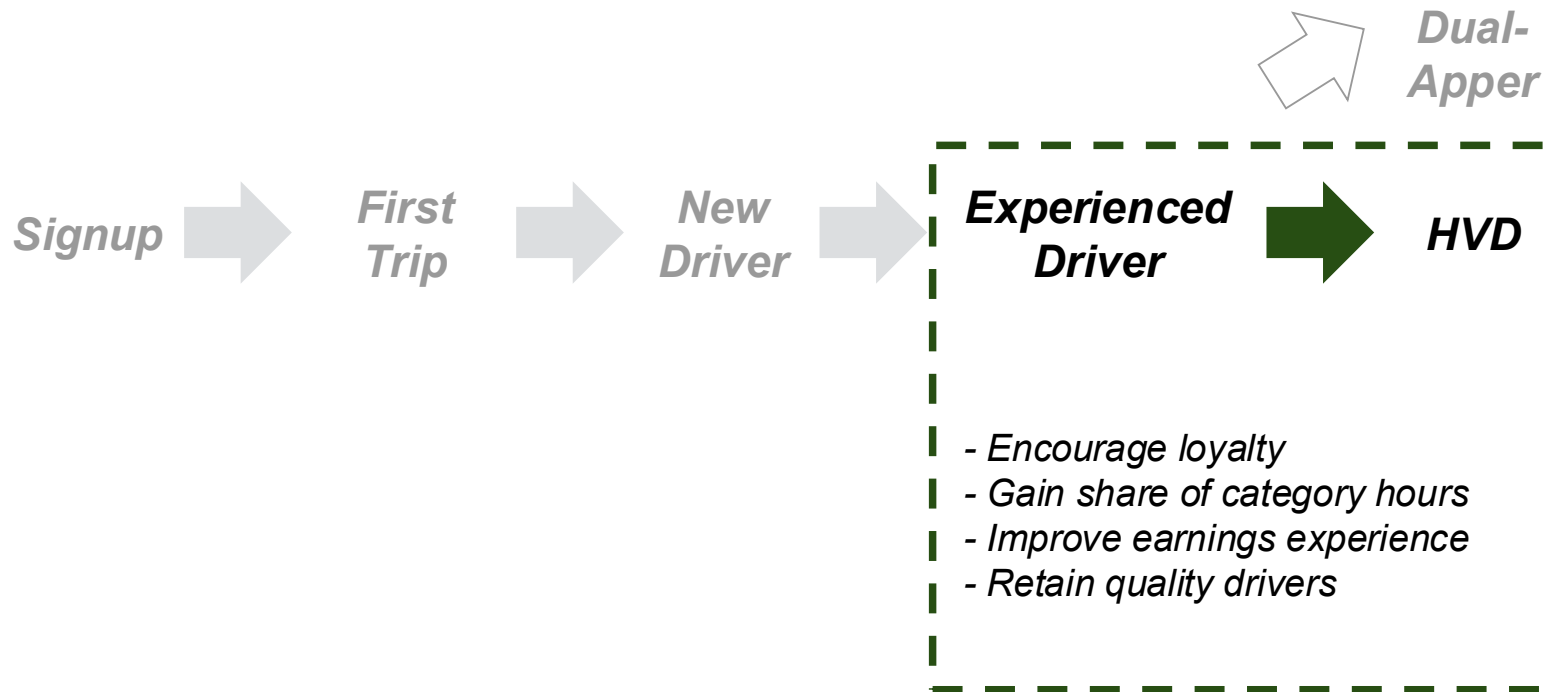 Dual-
Apper
Signup
First
Trip
New
Driver
Experienced
Driver
HVD
- Encourage loyalty
- Gain share of category hours
- Improve earnings experience
- Retain quality drivers